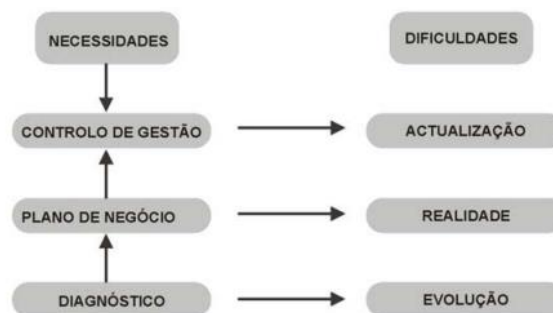 NECESSIDADES
DIFICULDADES
CONTROLO DE GESTÃO
ACTUALIZAÇÃO
PLANO DE NEGÓCIO
REALIDADE
DIAGNÓSTICO
EVOLUÇÃO